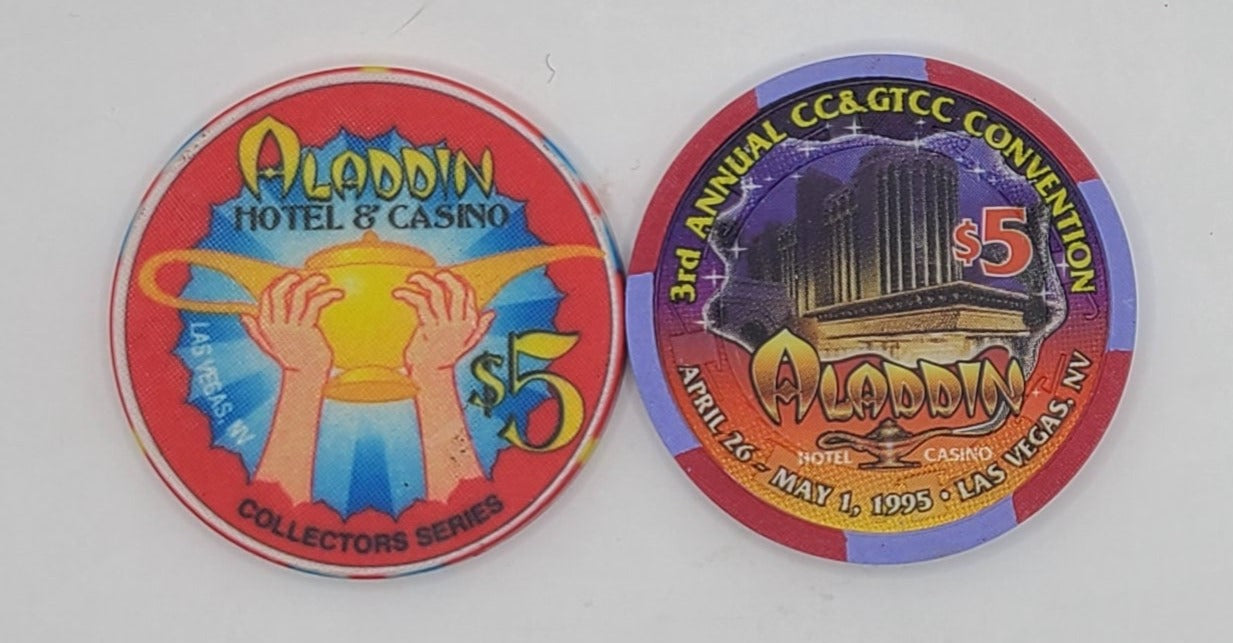 ALADDIN
HOTEL & CASINO
LAS VEGAS, NV
$5
COLLECTORS SERIES
3rd ANNUAL CC&GTCC CONVENTION
$5
ALADDIN
HOTEL CASINO
APRIL 26 - MAY 1, 1995 • LAS VEGAS, NV